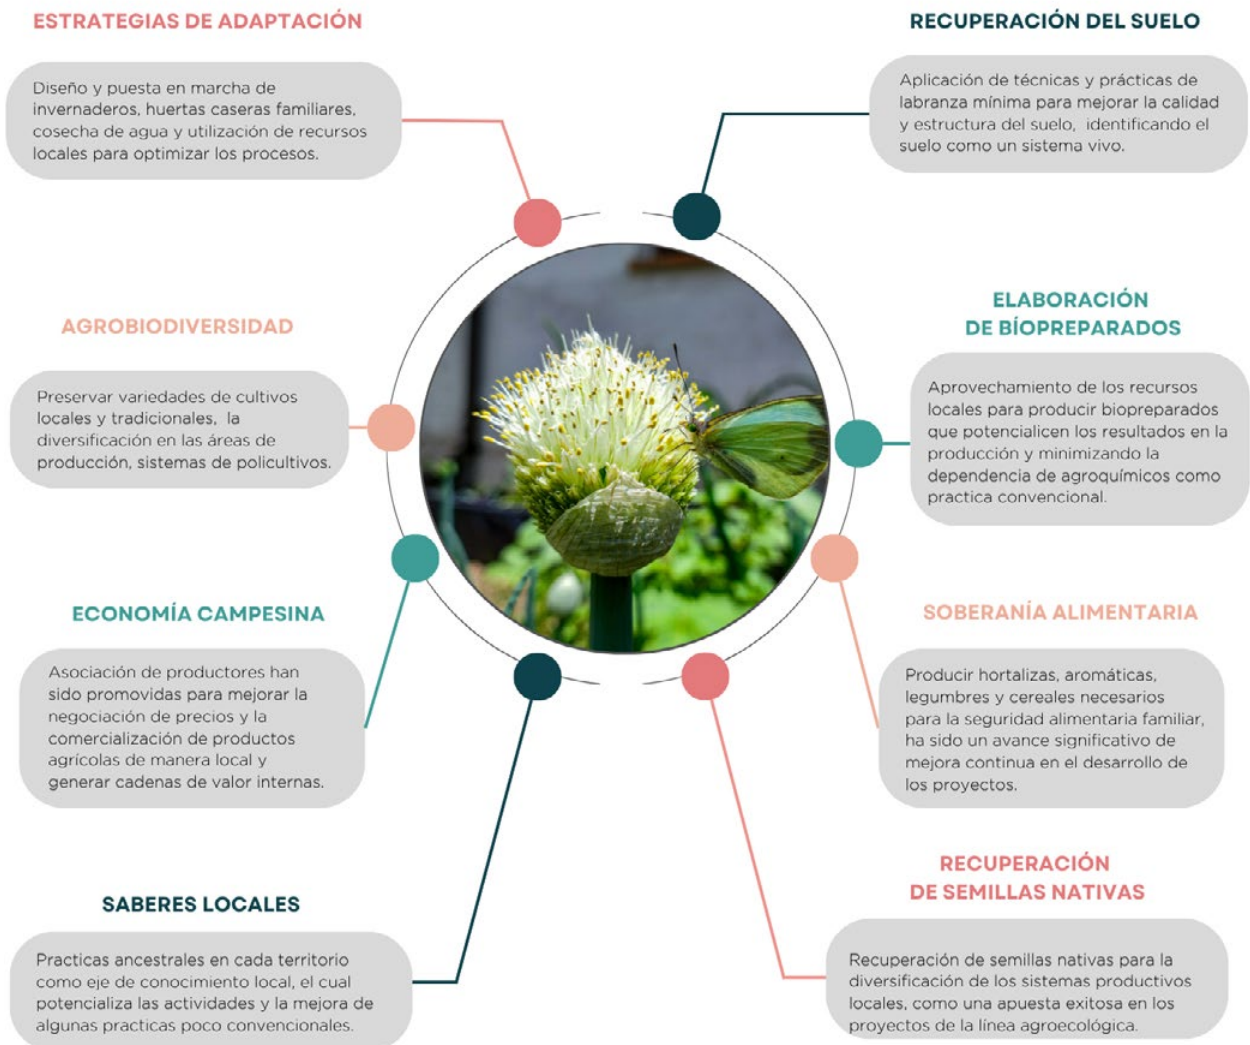 ESTRATEGIAS DE ADAPTACIÓN
Diseño y puesta en marcha de
invernaderos, huertas caseras familiares,
cosecha de agua y utilización de recursos
locales para optimizar los procesos.
AGROBIODIVERSIDAD
Preservar variedades de cultivos
locales y tradicionales, la
diversificación en las áreas de
producción, sistemas de policultivos.
ECONOMÍA CAMPESINA
Asociación de productores han
sido promovidas para mejorar la
negociación de precios y la
comercialización de productos
agrícolas de manera local y
generar cadenas de valor internas.
SABERES LOCALES
Practicas ancestrales en cada territorio
como eje de conocimiento local, el cual
potencializa las actividades y la mejora de
algunas practicas poco convencionales.
RECUPERACIÓN DEL SUELO
Aplicación de técnicas y prácticas de
labranza mínima para mejorar la calidad
y estructura del suelo, identificando el
suelo como un sistema vivo.
ELABORACIÓN
DE BÍOPREPARADOS
Aprovechamiento de los recursos
locales para producir biopreparados
que potencialicen los resultados en la
producción y minimizando la
dependencia de agroquímicos como
practica convencional.
SOBERANÍA ALIMENTARIA
Producir hortalizas, aromáticas,
legumbres y cereales necesarios
para la seguridad alimentaria familiar,
ha sido un avance significativo de
mejora continua en el desarrollo de
los proyectos.
RECUPERACIÓN
DE SEMILLAS NATIVAS
Recuperación de semillas nativas para la
diversificación de los sistemas productivos
locales, como una apuesta exitosa en los
proyectos de la línea agroecológica.